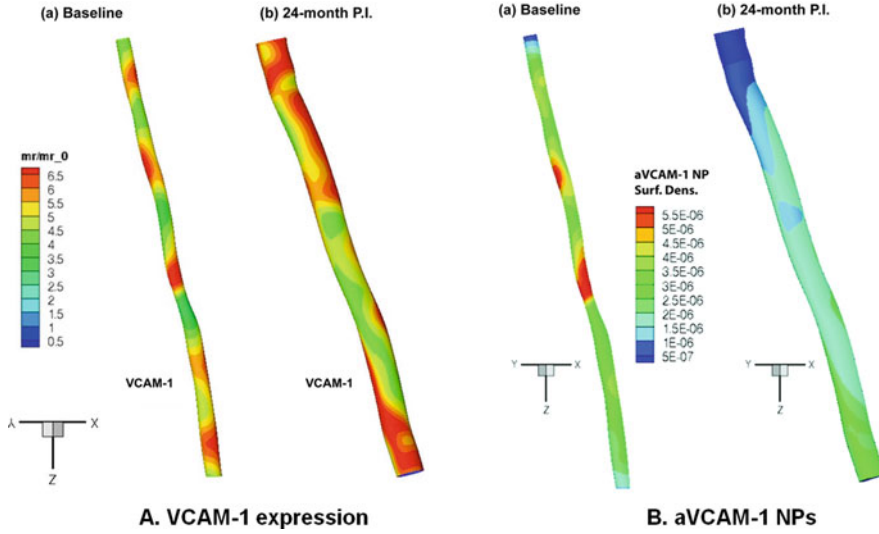 (a) Baseline
(b) 24-month P.I.
mr/mr_0
6.5
6
5.5
5
4.5
4
3.5
3
2.5
2
1.5
1
0.5
VCAM-1
VCAM-1
Y
X
Z
A. VCAM-1 expression
(a) Baseline
(b) 24-month P.I.
aVCAM-1 NP
Surf. Dens.
5.5E-06
5E-06
4.5E-06
4E-06
3.5E-06
3E-06
2.5E-06
2E-06
1.5E-06
1E-06
5E-07
Y
X
Z
Y
X
Z
B. aVCAM-1 NPs